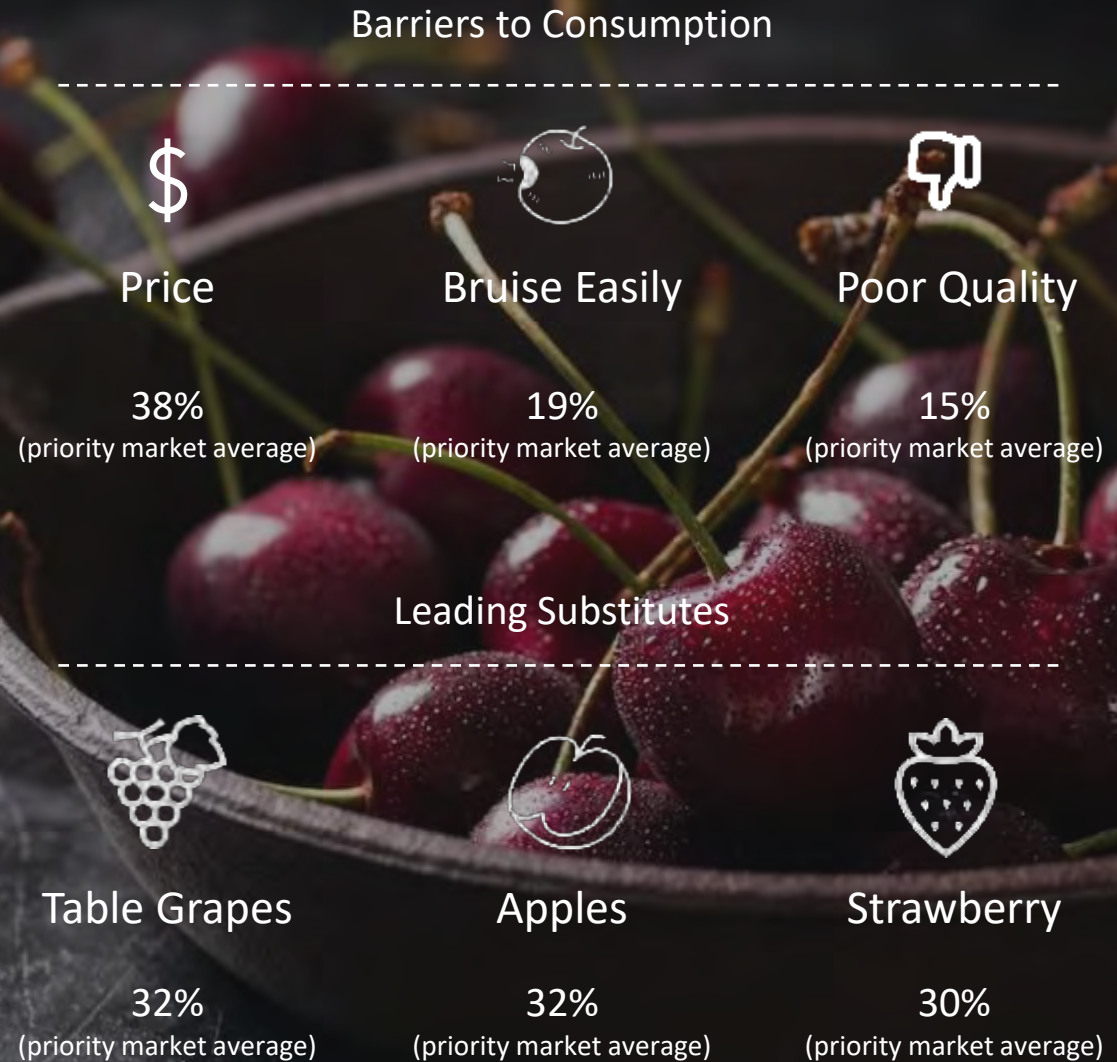 Barriers to Consumption
$
Price
Bruise Easily
Poor Quality
38%
19%
15%
(priority market average)
(priority market average)
(priority market average)
Leading Substitutes
Table Grapes
Apples
Strawberry
32%
32%
30%
(priority market average)
(priority market average)
(priority market average)